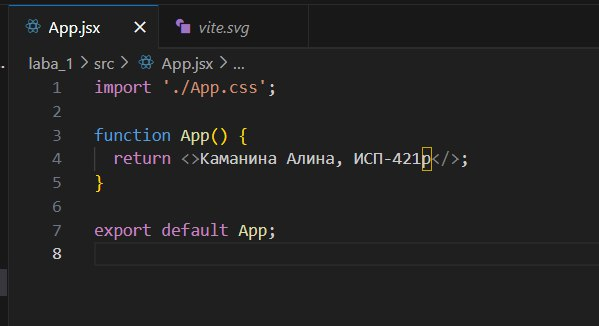 App.jsx
vite.svg
laba_1 > src > App.jsx > ...
1 import './App.css';
2
3 function App() {
4 return <>Каманина Алина, ИСП-421р</>;
5 }
6
7 export default App;
8